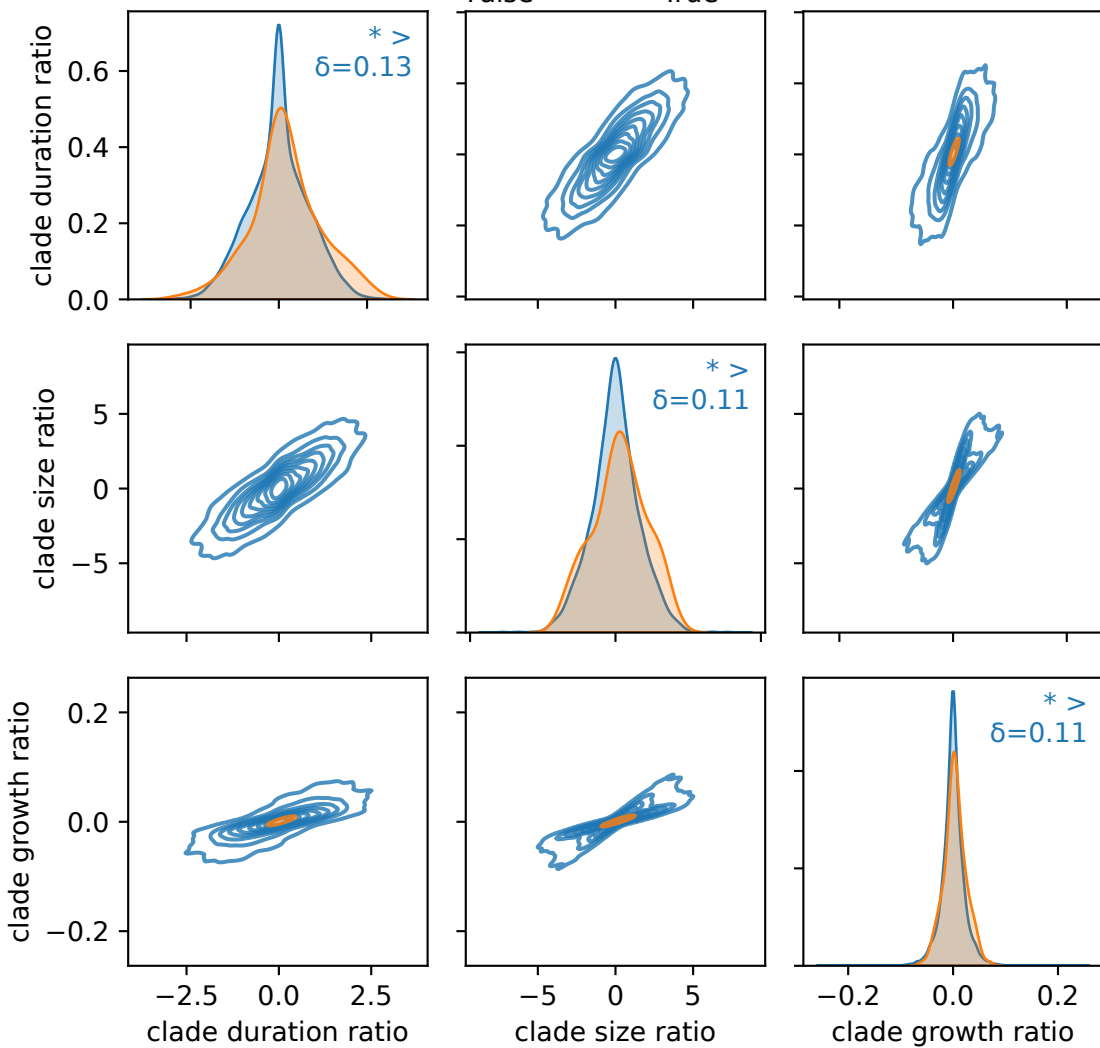 clade duration ratio
0.6
0.4
0.2
0.0
* >
δ=0.13
clade size ratio
5
0
−5
* >
δ=0.11
clade growth ratio
0.2
0.0
−0.2
* >
δ=0.11
−2.5 0.0 2.5
−5 0 5
−0.2 0.0 0.2
clade duration ratio
clade size ratio
clade growth ratio